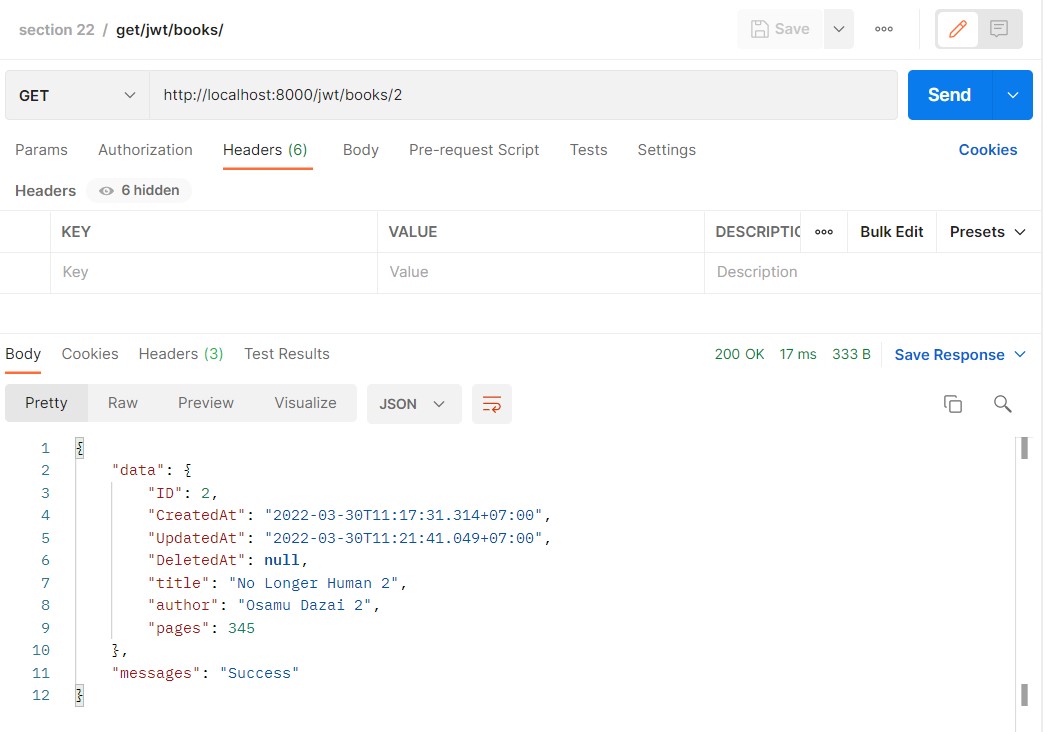 section 22 / get/jwt/books/ Save
GET http://localhost:8000/jwt/books/2 Send
Params Authorization Headers (6) Body Pre-request Script Tests Settings Cookies
Headers 6 hidden
KEY VALUE DESCRIPTIO Bulk Edit Presets
Key Value Description
Body Cookies Headers (3) Test Results 200 OK 17 ms 333 B Save Response
Pretty Raw Preview Visualize JSON
1 {
2 "data": {
3 "ID": 2,
4 "CreatedAt": "2022-03-30T11:17:31.314+07:00",
5 "UpdatedAt": "2022-03-30T11:21:41.049+07:00",
6 "DeletedAt": null,
7 "title": "No Longer Human 2",
8 "author": "Osamu Dazai 2",
9 "pages": 345
10 },
11 "messages": "Success"
12 }